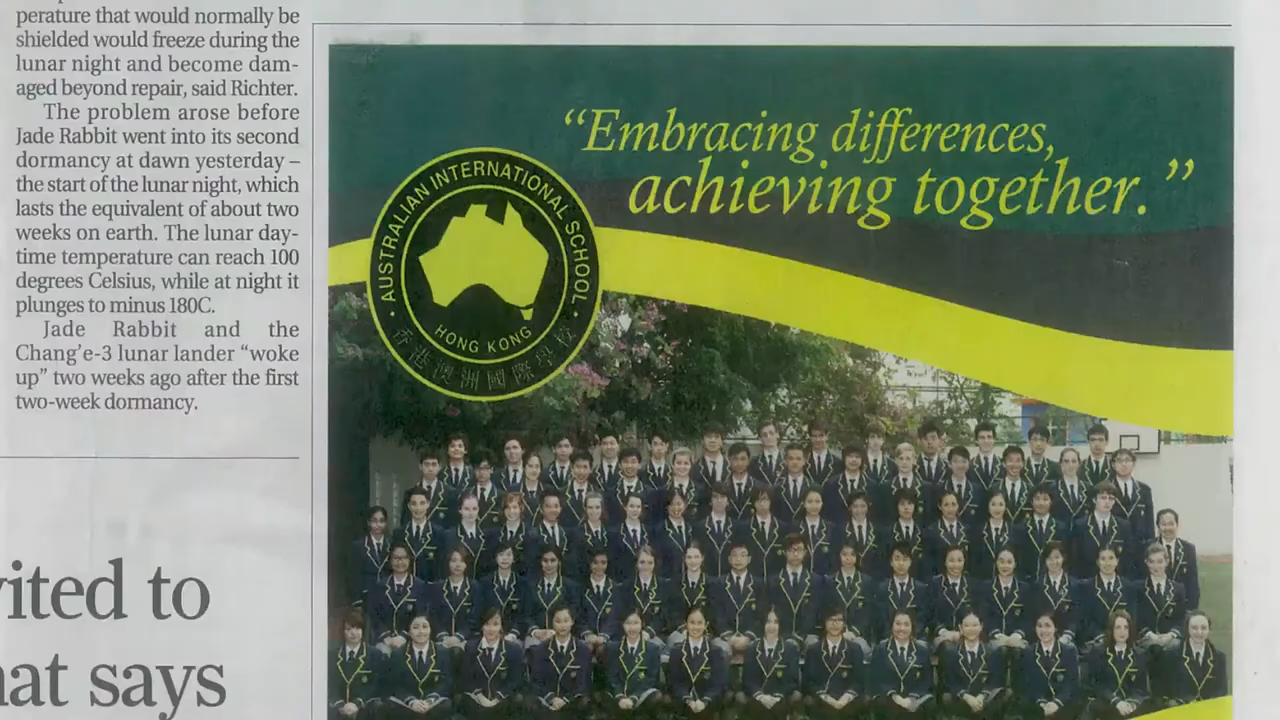 perature that would normally be
shielded would freeze during the
lunar night and become dam-
aged beyond repair, said Richter.
The problem arose before
Jade Rabbit went into its second
dormancy at dawn yesterday –
the start of the lunar night, which
lasts the equivalent of about two
weeks on earth. The lunar day-
time temperature can reach 100
degrees Celsius, while at night it
plunges to minus 180C.
Jade Rabbit and the
Chang’e-3 lunar lander “woke
up” two weeks ago after the first
two-week dormancy.
vited to
hat says
“Embracing differences,
achieving together.”
· AUSTRALIAN INTERNATIONAL SCHOOL ·
HONG KONG
香港澳洲國際學校